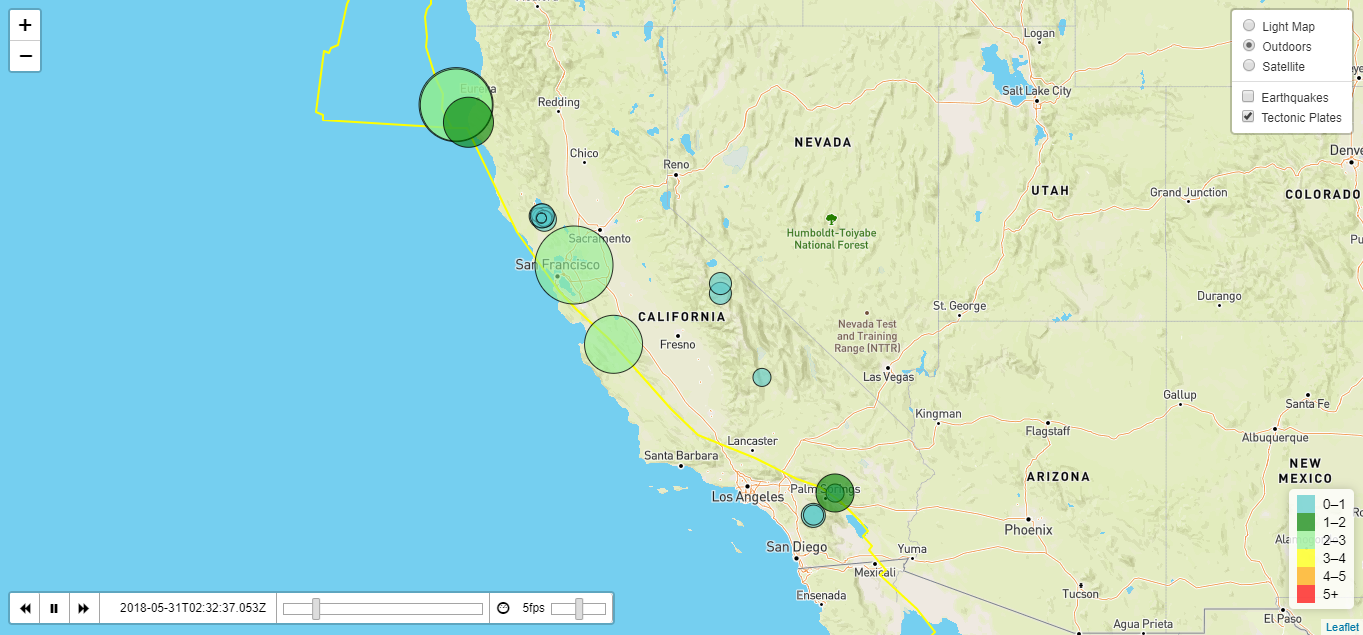 +
−
Light Map
Outdoors
Satellite
Earthquakes
Tectonic Plates
Logan
Salt Lake City
Eureka
Redding
NEVADA
Chico
Reno
UTAH
Grand Junction
COLORADO
Humboldt-Toiyabe
National Forest
Sacramento
San Francisco
Durango
St. George
CALIFORNIA
Nevada Test
and Training
Range (NTTR)
Fresno
Las Vegas
Gallup
Santa Fe
Kingman
Flagstaff
Albuquerque
Lancaster
Santa Barbara
NEW
MEXICO
ARIZONA
Palm Springs
Los Angeles
Phoenix
San Diego
Yuma
Mexicali
Ensenada
Tucson
El Paso
Agua Prieta
0–1
1–2
2–3
3–4
4–5
5+
2018-05-31T02:32:37.053Z
5fps
Leaflet